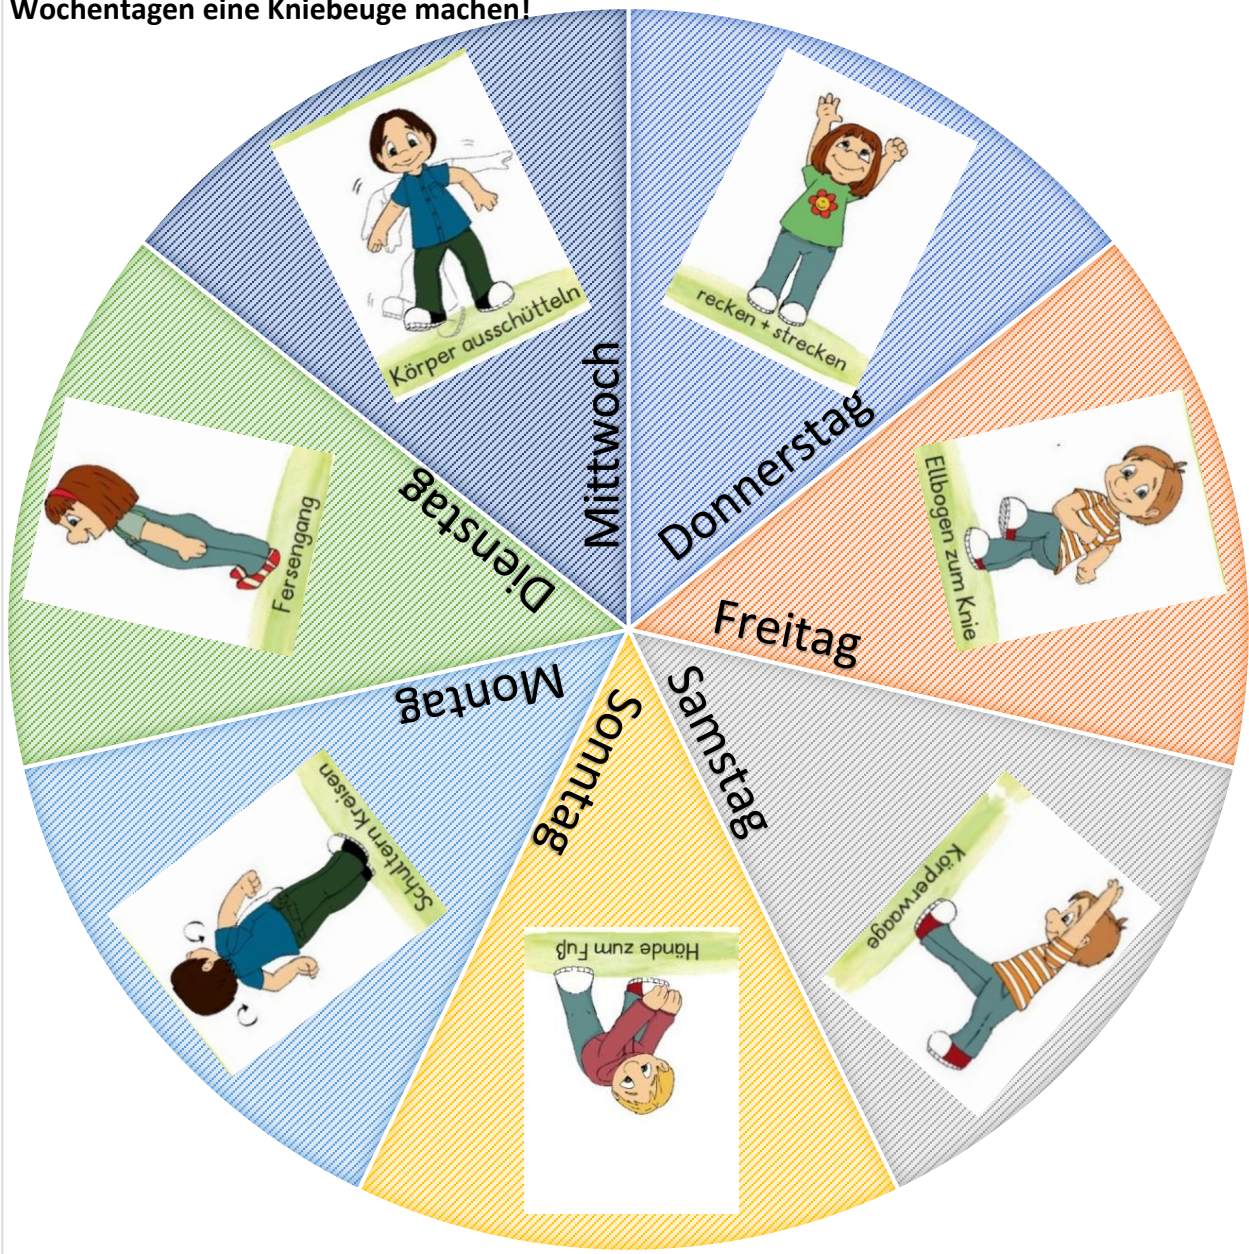 Wochentagen eine Kniebeuge machen!
Mittwoch
Körper ausschütteln
Donnerstag
recken + strecken
Freitag
Ellbogen zum Knie
Samstag
Körperwaage
Sonntag
Hände zum Fuß
Montag
Schultern kreisen
Dienstag
Fersengang